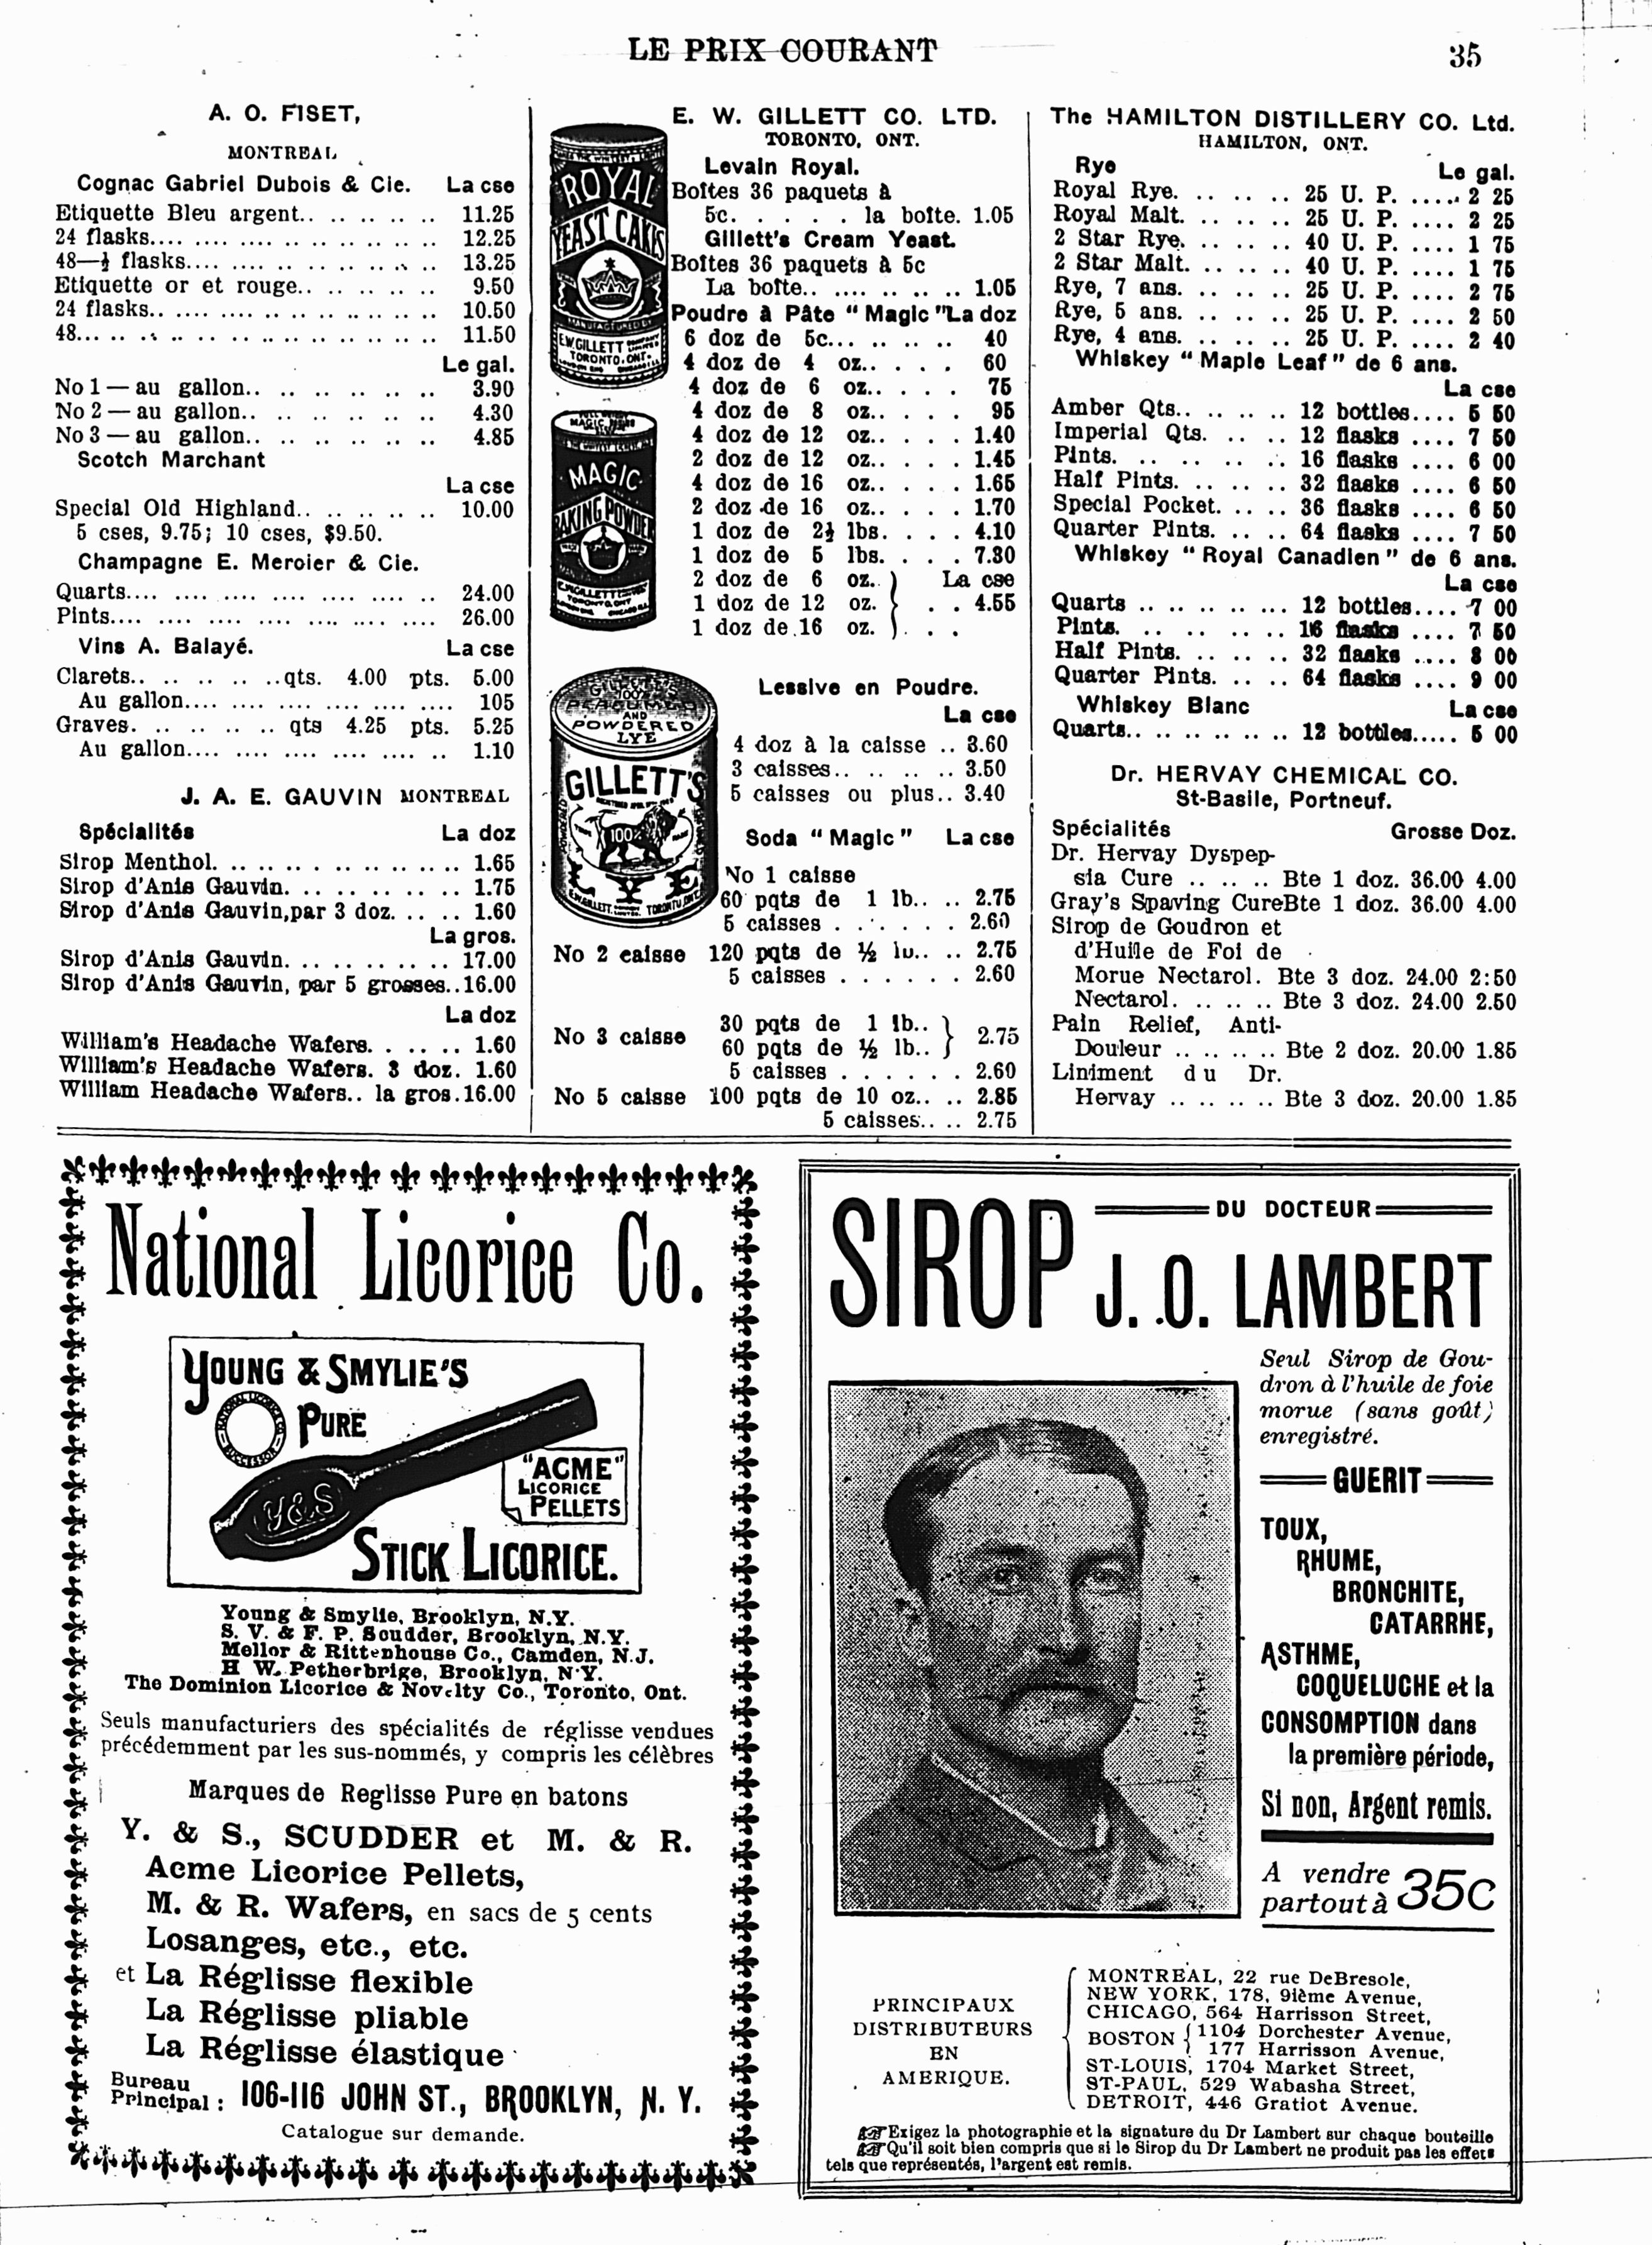 LE PRIX COURANT
35
A. O. FISET,
MONTREAL
Cognac Gabriel Dubois & Cie. La cse
Etiquette Bleu argent.. .. .. .. .. 11.25
24 flasks.... .... .... .. .. .. .. .. 12.25
48—½ flasks.... .... .. .. .. .. .. 13.25
Etiquette or et rouge.. .. .. .. .. 9.50
24 flasks.. .. .... .... .. .. .. .. .. 10.50
48... .. .. .. .. .. .. .. .. .. .. .. 11.50
Le gal.
No 1 — au gallon.. .. .. .. .. .. .. 3.90
No 2 — au gallon.. .. .. .. .. .. .. 4.30
No 3 — au gallon.. .. .. .. .. .. .. 4.85
Scotch Marchant
La cse
Special Old Highland.. .. .. .. .. 10.00
5 cses, 9.75; 10 cses, $9.50.
Champagne E. Mercier & Cie.
Quarts.... .... .... .... .... .... .. 24.00
Pints.... .... .... .... .... .... .... 26.00
Vins A. Balayé. La cse
Clarets.. .. .. .. ..qts. 4.00 pts. 5.00
Au gallon.... .... .... .... .... .... 105
Graves. .. .. .. .. qts 4.25 pts. 5.25
Au gallon.... .... .... .... .... .. 1.10
J. A. E. GAUVIN MONTREAL
Spécialités La doz
Sirop Menthol. .. .. .. .. .. .. .. .. 1.65
Sirop d'Anis Gauvin. .. .. .. .. .. 1.75
Sirop d'Anis Gauvin,par 3 doz. .. .. 1.60
La gros.
Sirop d'Anis Gauvin. .. .. .. .. .. 17.00
Sirop d'Anis Gauvin, par 5 grosses..16.00
La doz
William's Headache Wafers. .. .. .. 1.60
William's Headache Wafers. 3 doz. 1.60
William Headache Wafers.. la gros.16.00
E. W. GILLETT CO. LTD.
TORONTO, ONT.
ROYAL
YEAST CAKES
MANUFACTURED BY
E.W.GILLETT COMPANY LIMITED
TORONTO.ONT.
Levain Royal.
Boîtes 36 paquets à
5c. . . . . . la boîte. 1.05
Gillett's Cream Yeast.
Boîtes 36 paquets à 5c
La boîte.. .... .. .. .. 1.05
Poudre à Pâte "Magic" La doz
6 doz de 5c... .. .. .. 40
4 doz de 4 oz.. . . . 60
4 doz de 6 oz.. . . . 75
4 doz de 8 oz.. . . . 95
4 doz de 12 oz.. . . . 1.40
2 doz de 12 oz.. . . . 1.45
4 doz de 16 oz.. . . . 1.65
2 doz de 16 oz.. . . . 1.70
1 doz de 2½ lbs. . . . 4.10
1 doz de 5 lbs. . . . 7.30
2 doz de 6 oz. } La cse
1 doz de 12 oz. } . . 4.55
1 doz de 16 oz. } . . .
MAGIC
BAKING POWDER
E.W.GILLETT
TORONTO.ONT
GILLETT'S
100%
PERFUMED
AND
POWDERED
LYE
GILLETT'S
100%
E.W.GILLETT. TORONTO,ONT.
Lessive en Poudre.
La cse
4 doz à la caisse .. 3.60
3 caisses.. .. .. .. 3.50
5 caisses ou plus.. 3.40
Soda "Magic" La cse
No 1 caisse
60 pqts de 1 lb.. .. 2.75
5 caisses . . . . . . 2.60
No 2 caisse 120 pqts de ½ lb.. .. 2.75
5 caisses . . . . . . 2.60
No 3 caisse 30 pqts de 1 lb.. } 2.75
60 pqts de ½ lb.. }
5 caisses . . . . . . 2.60
No 5 caisse 100 pqts de 10 oz.. .. 2.85
5 caisses.. .. 2.75
The HAMILTON DISTILLERY CO. Ltd.
HAMILTON, ONT.
Rye Le gal.
Royal Rye. .. .. .. 25 U. P. .... 2 25
Royal Malt. .. .. .. 25 U. P. .... 2 25
2 Star Rye. .. .. .. 40 U. P. .... 1 75
2 Star Malt. .. .. .. 40 U. P. .... 1 75
Rye, 7 ans. .. .. .. 25 U. P. .... 2 75
Rye, 5 ans. .. .. .. 25 U. P. .... 2 50
Rye, 4 ans. .. .. .. 25 U. P. .... 2 40
Whiskey "Maple Leaf" de 6 ans.
La cse
Amber Qts.. .. .. .. 12 bottles.... 5 50
Imperial Qts. .. .. .. 12 flasks .... 7 50
Pints. .. .. .. .. .. 16 flasks .... 6 00
Half Pints. .. .. .. 32 flasks .... 6 50
Special Pocket. .. .. 36 flasks .... 6 50
Quarter Pints. .. .. 64 flasks .... 7 50
Whiskey "Royal Canadien" de 6 ans.
La cse
Quarts .. .. .. .. ... 12 bottles.... 7 00
Pints. .. .. .. .. .. 16 flasks .... 7 50
Half Pints. .. .. .. 32 flasks .... 8 00
Quarter Pints. .. .. 64 flasks .... 9 00
Whiskey Blanc La cse
Quarts.. .. .. .. .. .. 12 bottles..... 5 00
Dr. HERVAY CHEMICAL CO.
St-Basile, Portneuf.
Spécialités Grosse Doz.
Dr. Hervay Dyspep-
sia Cure .. .. .. Bte 1 doz. 36.00 4.00
Gray's Spaving CureBte 1 doz. 36.00 4.00
Sirop de Goudron et
d'Huile de Foi de
Morue Nectarol. Bte 3 doz. 24.00 2:50
Nectarol. .. .. .. Bte 3 doz. 24.00 2.50
Pain Relief, Anti-
Douleur .. .. .. .. Bte 2 doz. 20.00 1.85
Liniment du Dr.
Hervay .. .. .. .. Bte 3 doz. 20.00 1.85
National Licorice Co.
YOUNG & SMYLIE'S
PURE
NATIONAL LICORICE CO
SUCCESSOR
Y&S
"ACME"
LICORICE
PELLETS
STICK LICORICE.
Young & Smylie, Brooklyn, N.Y.
S. V. & F. P. Scudder, Brooklyn, N.Y.
Mellor & Rittenhouse Co., Camden, N.J.
H W. Petherbrige, Brooklyn, N.Y.
The Dominion Licorice & Novelty Co., Toronto, Ont.
Seuls manufacturiers des spécialités de réglisse vendues
précédemment par les sus-nommés, y compris les célèbres
Marques de Reglisse Pure en batons
Y. & S., SCUDDER et M. & R.
Acme Licorice Pellets,
M. & R. Wafers, en sacs de 5 cents
Losanges, etc., etc.
et La Réglisse flexible
La Réglisse pliable
La Réglisse élastique
Bureau
Principal : 106-116 JOHN ST., BROOKLYN, N. Y.
Catalogue sur demande.
SIROP DU DOCTEUR
J. O. LAMBERT
Seul Sirop de Gou-
dron à l'huile de foie
morue (sans goût)
enregistré.
GUERIT
TOUX,
RHUME,
BRONCHITE,
CATARRHE,
ASTHME,
COQUELUCHE et la
CONSOMPTION dans
la première période,
Si non, Argent remis.
A vendre
partout à 35c
PRINCIPAUX
DISTRIBUTEURS
EN
AMERIQUE.
MONTREAL, 22 rue DeBresole,
NEW YORK, 178, 9ième Avenue,
CHICAGO, 564 Harrisson Street,
BOSTON { 1104 Dorchester Avenue,
177 Harrisson Avenue,
ST-LOUIS, 1704 Market Street,
ST-PAUL, 529 Wabasha Street,
DETROIT, 446 Gratiot Avenue.
Exigez la photographie et la signature du Dr Lambert sur chaque bouteille
Qu'il soit bien compris que si le Sirop du Dr Lambert ne produit pas les effets
tels que représentés, l'argent est remis.